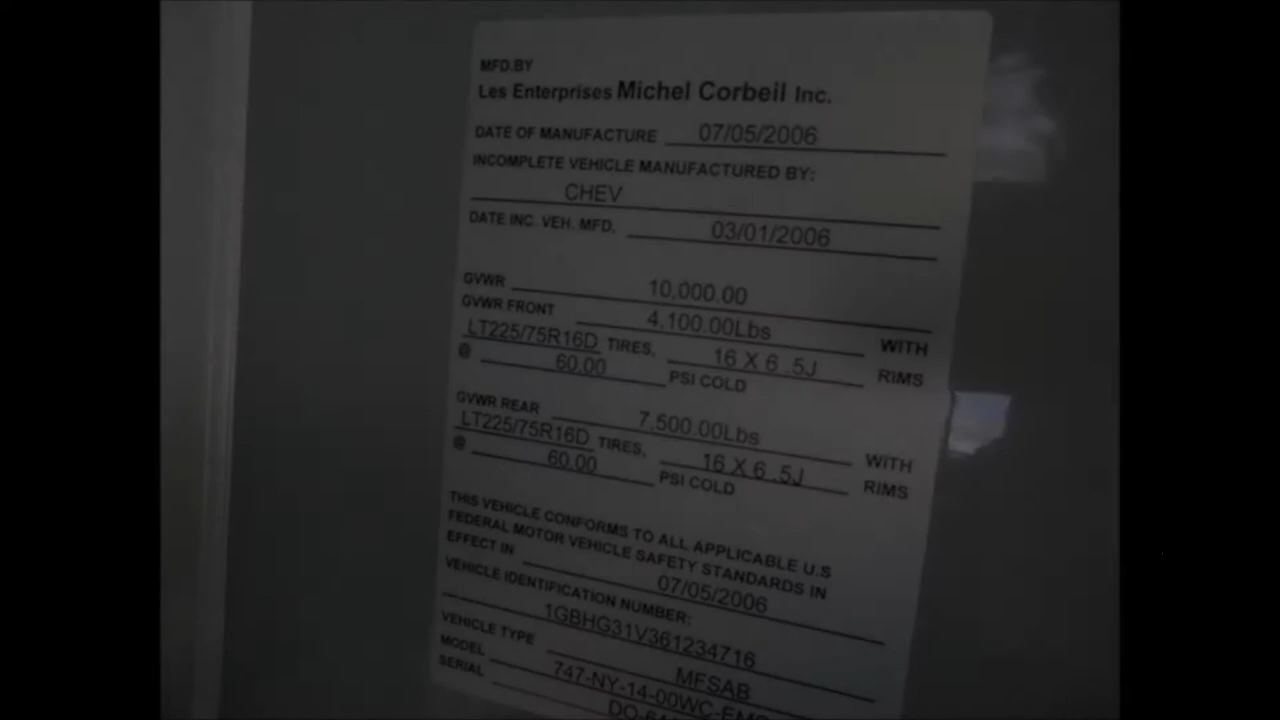 MFD.BY
Les Enterprises Michel Corbeil Inc.
DATE OF MANUFACTURE 07/05/2006
INCOMPLETE VEHICLE MANUFACTURED BY:
CHEV
DATE INC. VEH. MFD. 03/01/2006
GVWR 10,000.00
GVWR FRONT 4,100.00Lbs WITH
LT225/75R16D TIRES, 16 X 6 .5J RIMS
@ 60.00 PSI COLD
GVWR REAR 7,500.00Lbs WITH
LT225/75R16D TIRES, 16 X 6 .5J RIMS
@ 60.00 PSI COLD
THIS VEHICLE CONFORMS TO ALL APPLICABLE U.S
FEDERAL MOTOR VEHICLE SAFETY STANDARDS IN
EFFECT IN 07/05/2006
VEHICLE IDENTIFICATION NUMBER:
1GBHG31V361234716
VEHICLE TYPE MFSAB
MODEL 747-NY-14-00WC-EMS
SERIAL